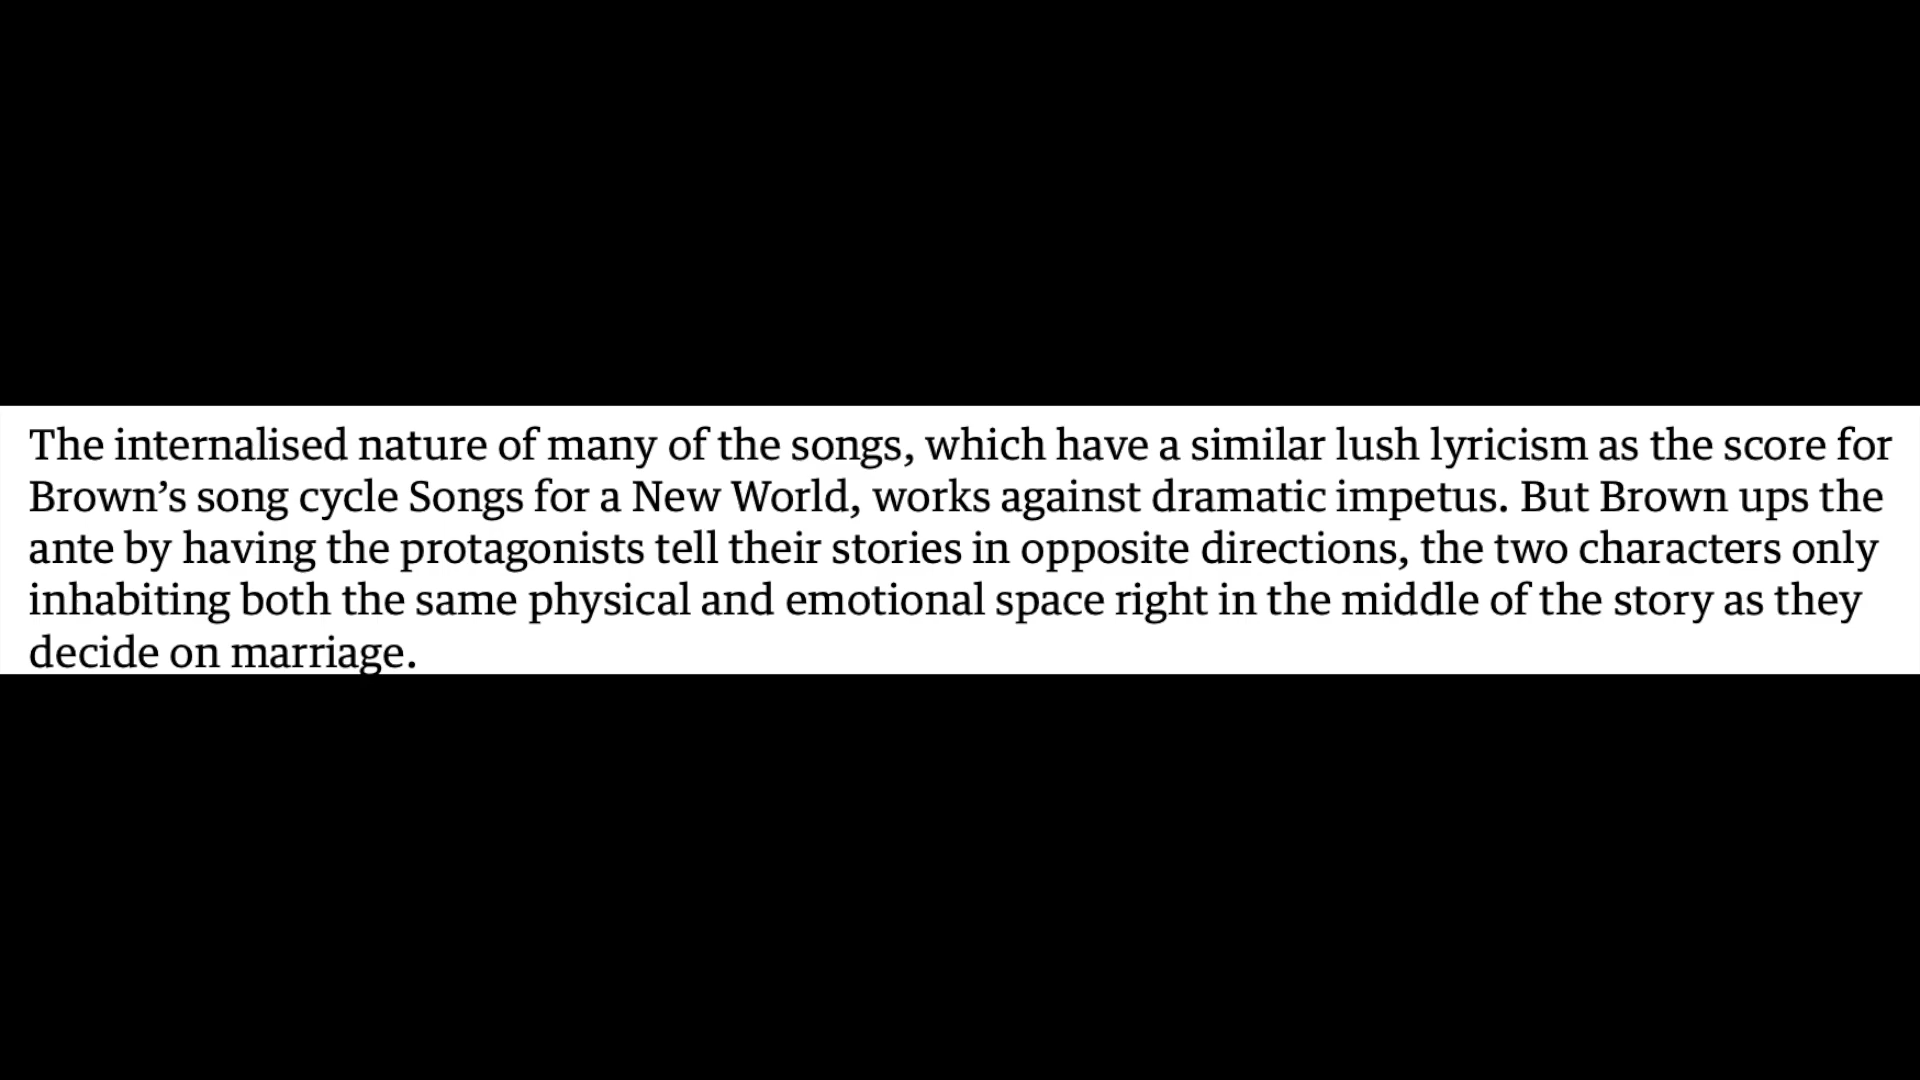 The internalised nature of many of the songs, which have a similar lush lyricism as the score for
Brown’s song cycle Songs for a New World, works against dramatic impetus. But Brown ups the
ante by having the protagonists tell their stories in opposite directions, the two characters only
inhabiting both the same physical and emotional space right in the middle of the story as they
decide on marriage.